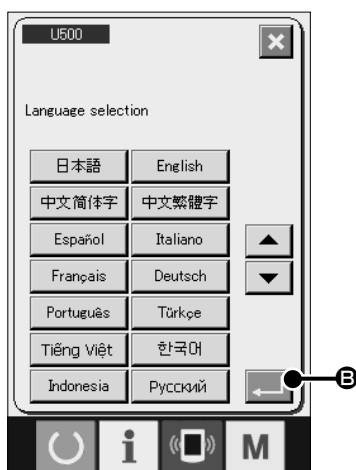 U500
Language selection
日本語 English
中文简体字 中文繁體字
Español Italiano
Français Deutsch
Português Türkçe
Tiếng Việt 한국어
Indonesia Русский
B
i M